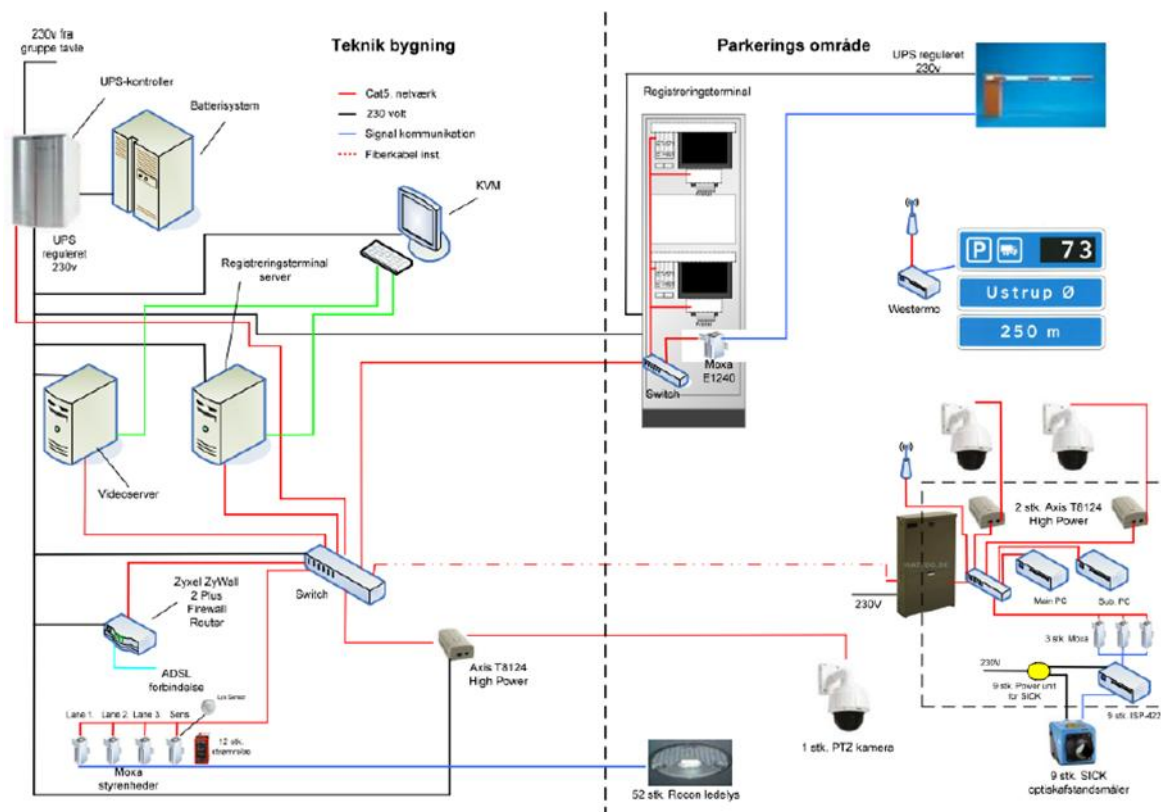 230v fra
gruppe tavle
Teknik bygning
Parkerings område
UPS-kontroller
Batterisystem
Cat5. netværk
230 volt
Signal kommunikation
Fiberkabel inst.
KVM
UPS
reguleret
230v
Registreringsterminal
server
Videoserver
Switch
Zyxel ZyWall
2 Plus
Firewall
Router
ADSL
forbindelse
Lux Sensor
Lane 1.
Lane 2.
Lane 3.
Sens.
12 stk.
Moxa
styrenheder
Axis T8124
High Power
UPS reguleret
230v
Registreringsterminal
Moxa
E1240
Switch
Westermo
P
73
Ustrup Ø
250 m
2 stk. Axis T8124
High Power
Main PC
Sub. PC
230V
3 stk. Moxa
230V
9 stk. Power unit
for SICK
9 stk. ISP-422
9 stk. SICK
optiskafstandsmåler
1 stk. PTZ kamera
52 stk. Rocon ledelys